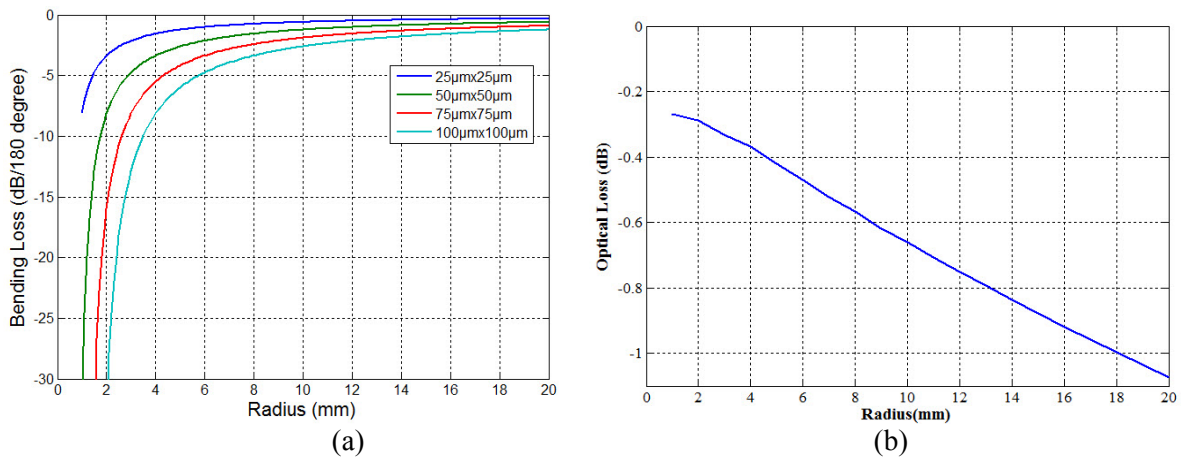 0
-5
-10
-15
-20
-25
-30
Bending Loss (dB/180 degree)
25µmx25µm
50µmx50µm
75µmx75µm
100µmx100µm
0 2 4 6 8 10 12 14 16 18 20
Radius (mm)
(a)
0
-0.2
-0.4
-0.6
-0.8
-1
Optical Loss (dB)
0 2 4 6 8 10 12 14 16 18 20
Radius(mm)
(b)